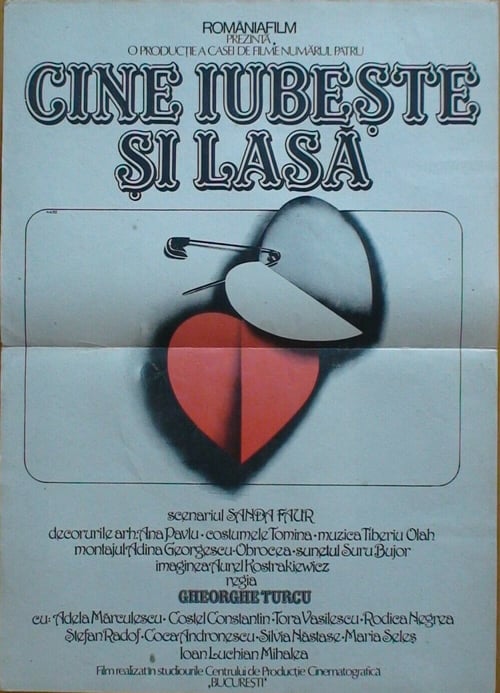 ROMÂNIAFILM
PREZINTĂ
O PRODUCȚIE A CASEI DE FILME NUMĂRUL PATRU
CINE IUBEȘTE
ȘI LASĂ
scenariul SANDA FAUR
decorurile arh: Ana Pavlu • costumele Tomina • muzica Tiberiu Olah
montajul Adina Georgescu-Obrocea • sunetul Suru Bujor
imaginea Aurel Kostrakiewicz
regia
GHEORGHE TURCU
cu: Adela Mărculescu • Costel Constantin • Tora Vasilescu • Rodica Negrea
Ștefan Radof • Coca Andronescu • Silvia Năstase • Maria Seleș
Ioan Luchian Mihalea
Film realizat în studiourile Centrului de Producție Cinematografică
„BUCUREȘTI”